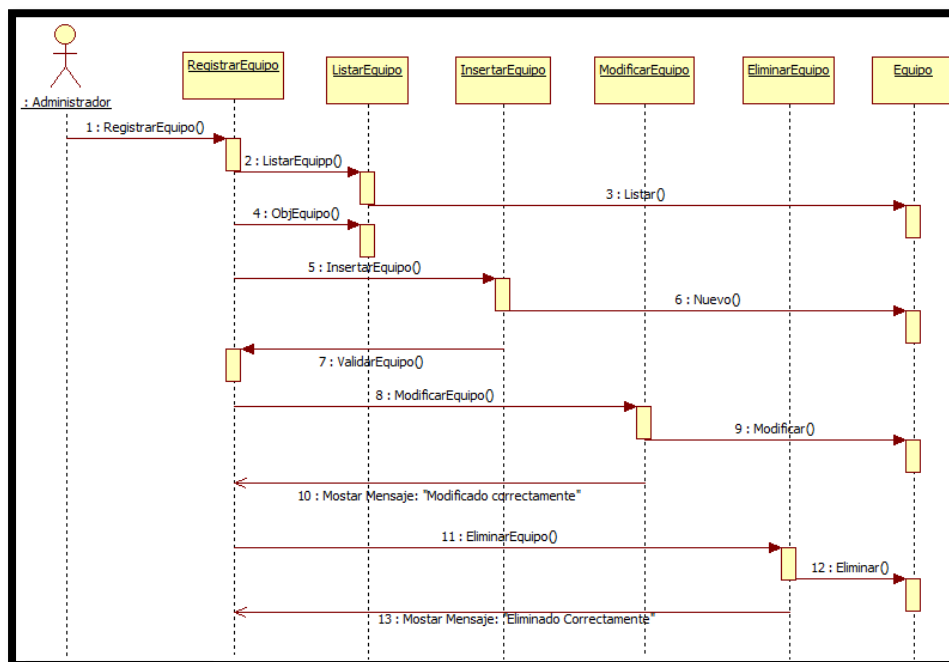 : Administrador
RegistrarEquipo
ListarEquipo
InsertarEquipo
ModificarEquipo
EliminarEquipo
Equipo
1 : RegistrarEquipo()
2 : ListarEquipp()
3 : Listar()
4 : ObjEquipo()
5 : InsertarEquipo()
6 : Nuevo()
7 : ValidarEquipo()
8 : ModificarEquipo()
9 : Modificar()
10 : Mostar Mensaje: "Modificado correctamente"
11 : EliminarEquipo()
12 : Eliminar()
13 : Mostar Mensaje: "Eliminado Correctamente"